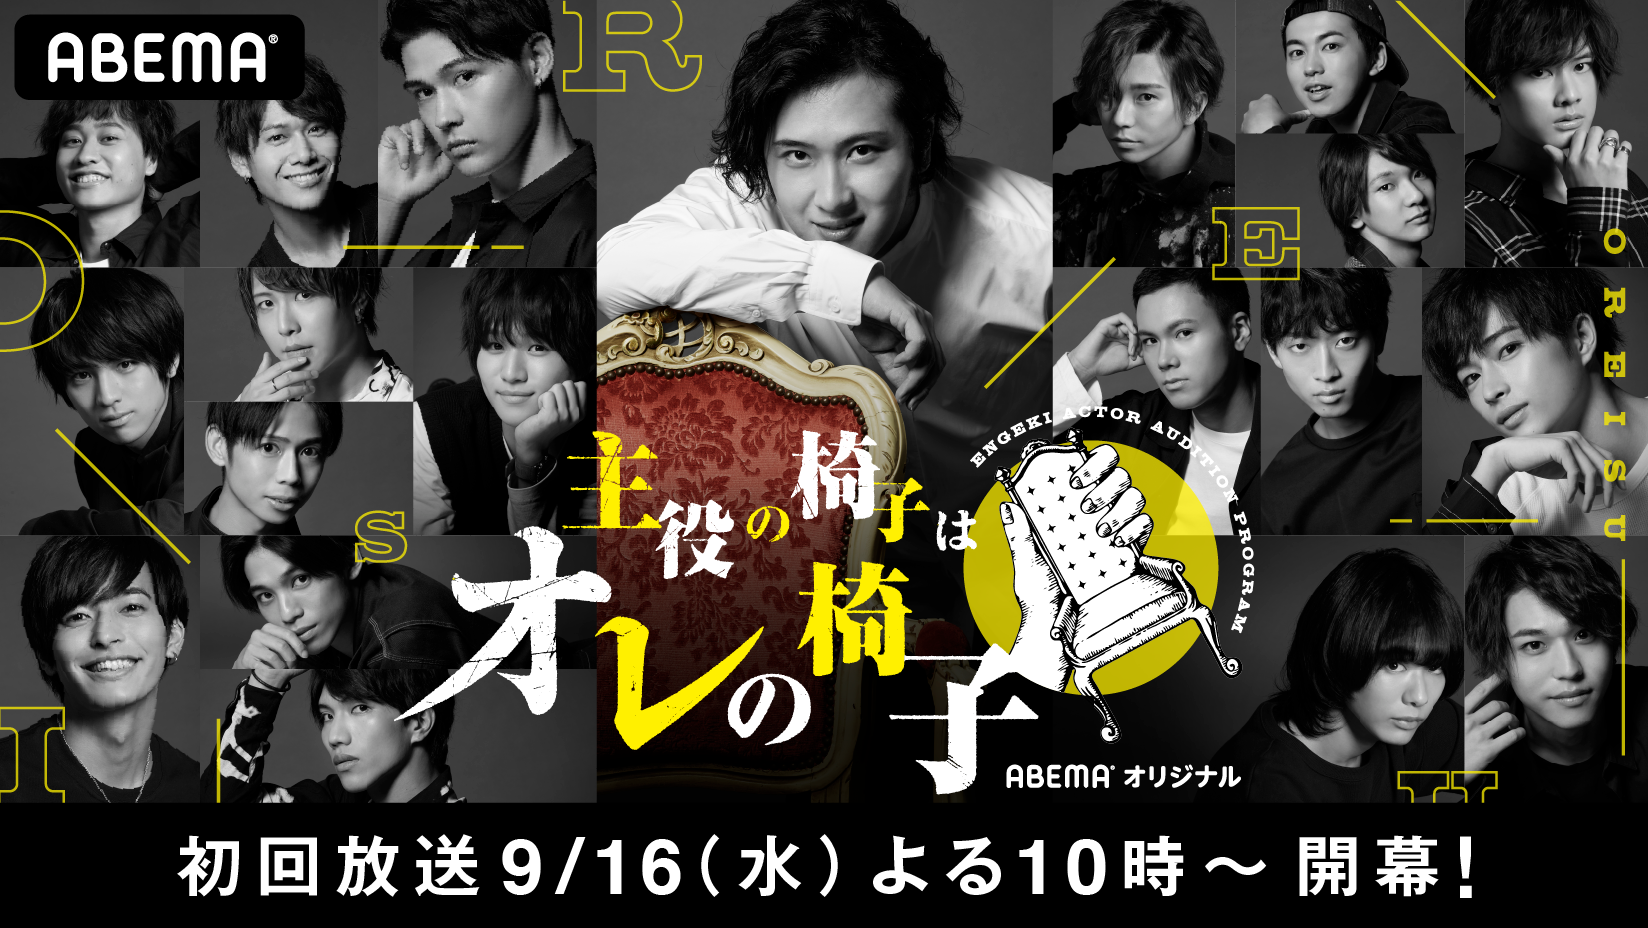 ABEMA®
R
O
E
S
I
H
OREISU
主役の椅子は
オレの椅子
ENGEKI ACTOR AUDITION PROGRAM
ABEMA® オリジナル
初回放送 9/16(水) よる10時〜 開幕!